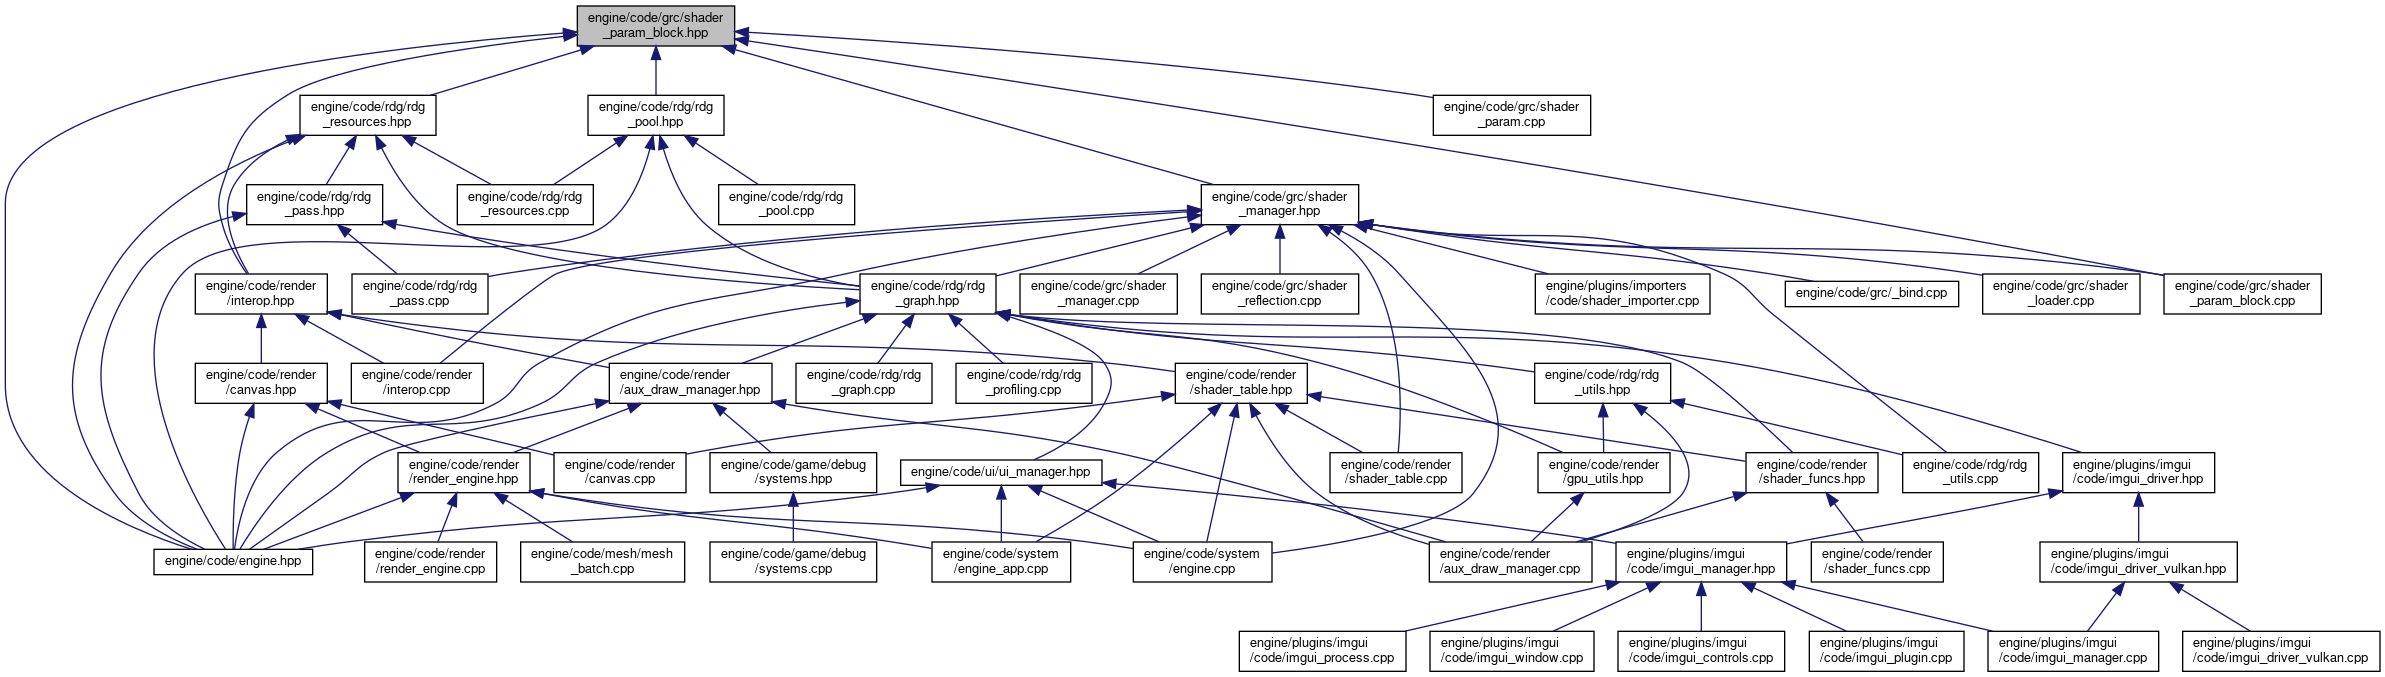 engine/code/grc/shader
_param_block.hpp
engine/code/rdg/rdg
_resources.hpp
engine/code/rdg/rdg
_pool.hpp
engine/code/grc/shader
_param.cpp
engine/code/rdg/rdg
_pass.hpp
engine/code/rdg/rdg
_resources.cpp
engine/code/rdg/rdg
_pool.cpp
engine/code/grc/shader
_manager.hpp
engine/code/render
/interop.hpp
engine/code/rdg/rdg
_pass.cpp
engine/code/rdg/rdg
_graph.hpp
engine/code/grc/shader
_manager.cpp
engine/code/grc/shader
_reflection.cpp
engine/plugins/importers
/code/shader_importer.cpp
engine/code/grc/_bind.cpp
engine/code/grc/shader
_loader.cpp
engine/code/grc/shader
_param_block.cpp
engine/code/render
/canvas.hpp
engine/code/render
/interop.cpp
engine/code/render
/aux_draw_manager.hpp
engine/code/rdg/rdg
_graph.cpp
engine/code/rdg/rdg
_profiling.cpp
engine/code/render
/shader_table.hpp
engine/code/rdg/rdg
_utils.hpp
engine/code/render
/render_engine.hpp
engine/code/render
/canvas.cpp
engine/code/game/debug
/systems.hpp
engine/code/ui/ui_manager.hpp
engine/code/render
/shader_table.cpp
engine/code/render
/gpu_utils.hpp
engine/code/render
/shader_funcs.hpp
engine/code/rdg/rdg
_utils.cpp
engine/plugins/imgui
/code/imgui_driver.hpp
engine/code/engine.hpp
engine/code/render
/render_engine.cpp
engine/code/mesh/mesh
_batch.cpp
engine/code/game/debug
/systems.cpp
engine/code/system
/engine_app.cpp
engine/code/system
/engine.cpp
engine/code/render
/aux_draw_manager.cpp
engine/plugins/imgui
/code/imgui_manager.hpp
engine/code/render
/shader_funcs.cpp
engine/plugins/imgui
/code/imgui_driver_vulkan.hpp
engine/plugins/imgui
/code/imgui_process.cpp
engine/plugins/imgui
/code/imgui_window.cpp
engine/plugins/imgui
/code/imgui_controls.cpp
engine/plugins/imgui
/code/imgui_plugin.cpp
engine/plugins/imgui
/code/imgui_manager.cpp
engine/plugins/imgui
/code/imgui_driver_vulkan.cpp